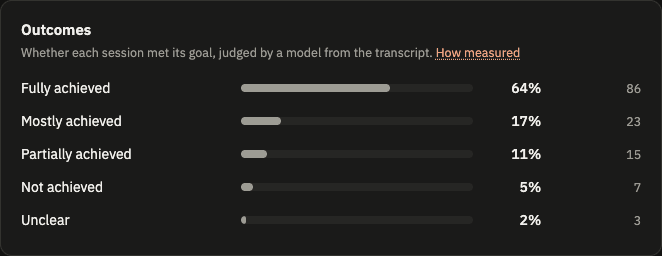 Outcomes
Whether each session met its goal, judged by a model from the transcript. How measured
Fully achieved 64% 86
Mostly achieved 17% 23
Partially achieved 11% 15
Not achieved 5% 7
Unclear 2% 3